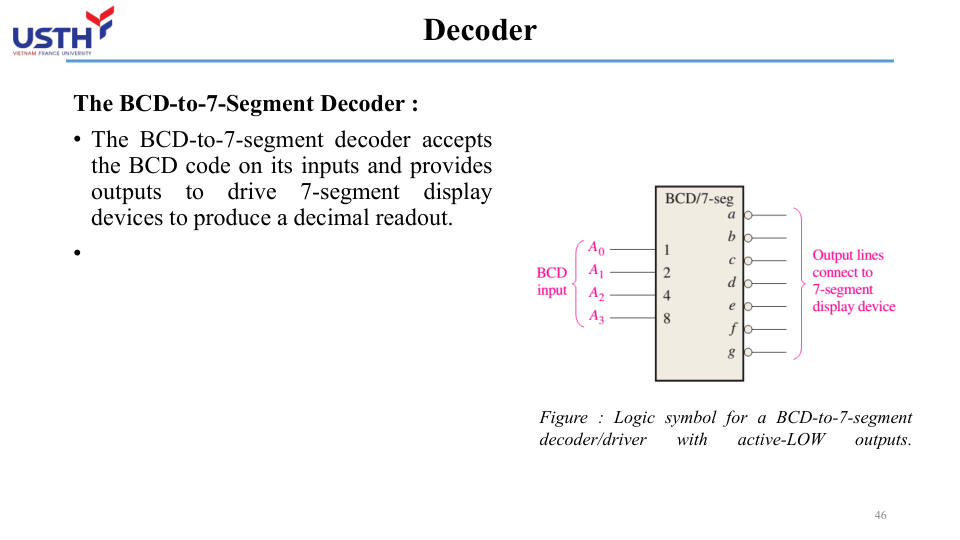 USTH
VIETNAM FRANCE UNIVERSITY
Decoder
The BCD-to-7-Segment Decoder :
• The BCD-to-7-segment decoder accepts
the BCD code on its inputs and provides
outputs to drive 7-segment display
devices to produce a decimal readout.
•
BCD/7-seg
a
b
c
d
e
f
g
BCD
input
A0
A1
A2
A3
1
2
4
8
Output lines
connect to
7-segment
display device
Figure : Logic symbol for a BCD-to-7-segment
decoder/driver with active-LOW outputs.
46